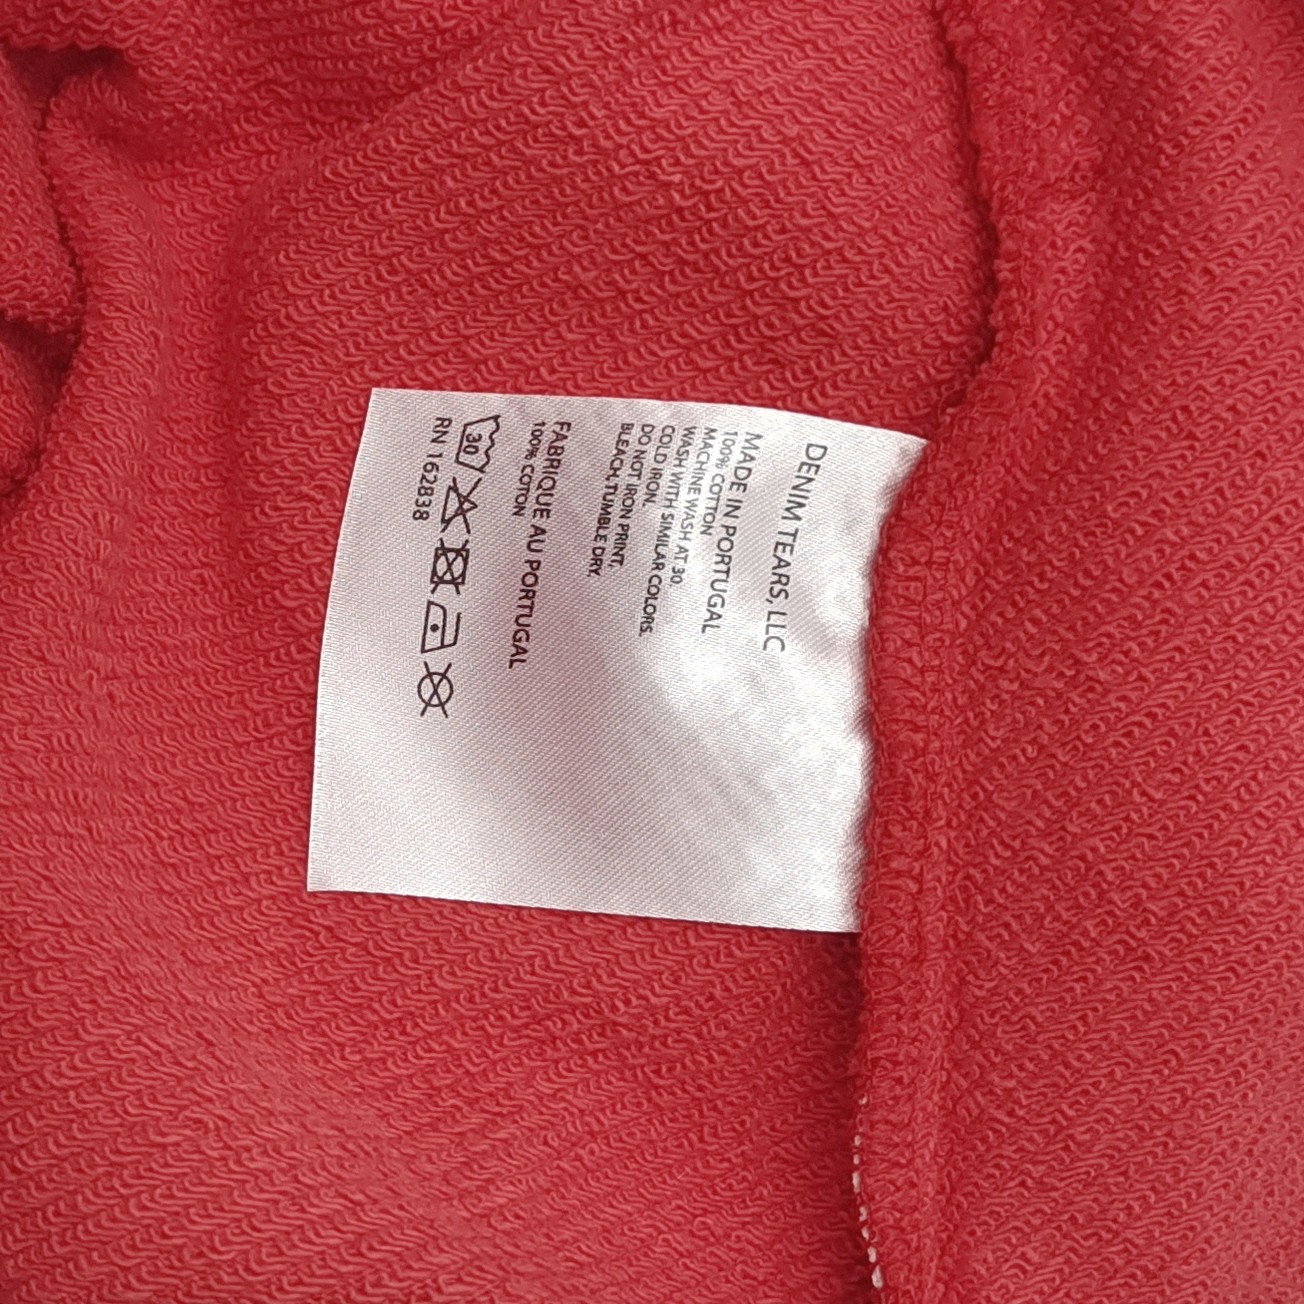 DENIM TEARS, LLC
MADE IN PORTUGAL
100% COTTON
MACHINE WASH AT 30,
WASH WITH SIMILAR COLORS.
COLD IRON.
DO NOT IRON PRINT,
BLEACH, TUMBLE DRY.
FABRIQUE AU PORTUGAL
100% COTON
30
RN 162838